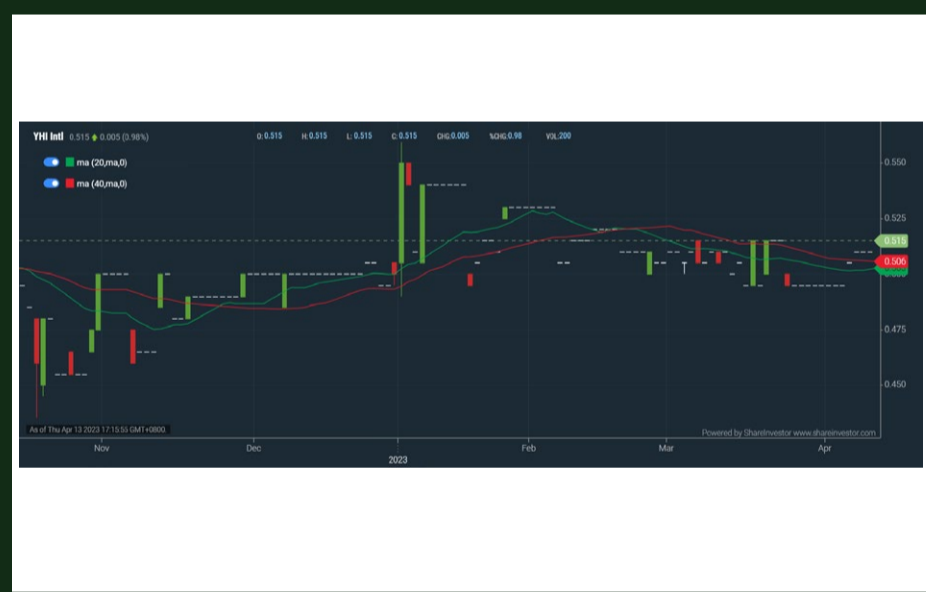 YHI Intl 0.515 0.005 (0.98%) O: 0.515 H: 0.515 L: 0.515 C: 0.515 CHG:0.005 %CHG:0.98 VOL:200
ma (20,ma,0)
ma (40,ma,0)
0.550
0.525
0.515
0.506
0.475
0.450
As of Thu Apr 13 2023 17:15:55 GMT+0800
Powered by ShareInvestor www.shareinvestor.com
Nov Dec 2023 Feb Mar Apr